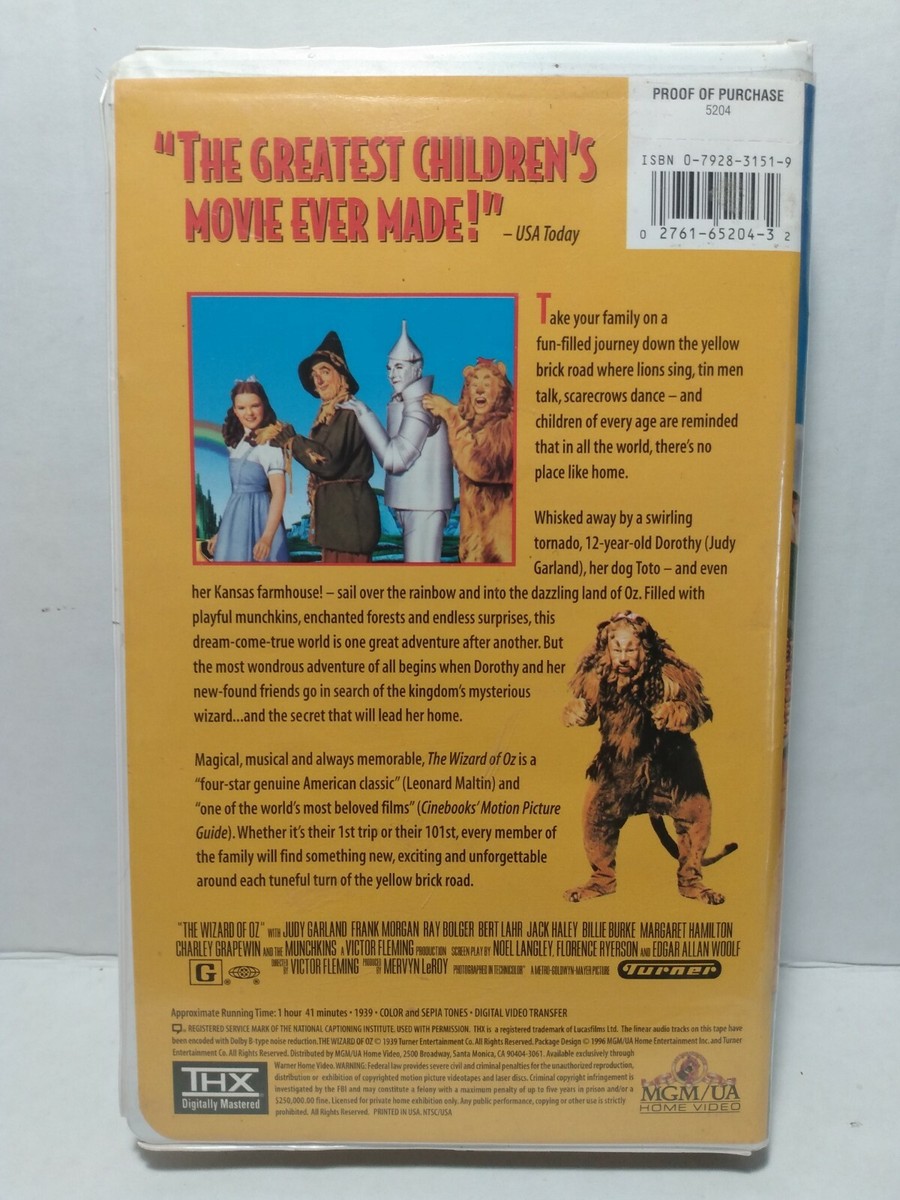 PROOF OF PURCHASE
5204
ISBN 0-7928-3151-9
0 2761-65204-3 2
"THE GREATEST CHILDREN'S
MOVIE EVER MADE!"
– USA Today
Take your family on a
fun-filled journey down the yellow
brick road where lions sing, tin men
talk, scarecrows dance – and
children of every age are reminded
that in all the world, there's no
place like home.
Whisked away by a swirling
tornado, 12-year-old Dorothy (Judy
Garland), her dog Toto – and even
her Kansas farmhouse! – sail over the rainbow and into the dazzling land of Oz. Filled with
playful munchkins, enchanted forests and endless surprises, this
dream-come-true world is one great adventure after another. But
the most wondrous adventure of all begins when Dorothy and her
new-found friends go in search of the kingdom's mysterious
wizard...and the secret that will lead her home.
Magical, musical and always memorable, The Wizard of Oz is a
"four-star genuine American classic" (Leonard Maltin) and
"one of the world's most beloved films" (Cinebooks' Motion Picture
Guide). Whether it's their 1st trip or their 101st, every member of
the family will find something new, exciting and unforgettable
around each tuneful turn of the yellow brick road.
"THE WIZARD OF OZ" WITH JUDY GARLAND FRANK MORGAN RAY BOLGER BERT LAHR JACK HALEY BILLIE BURKE MARGARET HAMILTON
CHARLEY GRAPEWIN AND THE MUNCHKINS A VICTOR FLEMING PRODUCTION SCREEN PLAY BY NOEL LANGLEY, FLORENCE RYERSON AND EDGAR ALLAN WOOLF
G ® ® DIRECTED BY VICTOR FLEMING PRODUCED BY MERVYN LeROY PHOTOGRAPHED IN TECHNICOLOR® A METRO-GOLDWYN-MAYER PICTURE Turner
Approximate Running Time: 1 hour 41 minutes • 1939 • COLOR and SEPIA TONES • DIGITAL VIDEO TRANSFER
REGISTERED SERVICE MARK OF THE NATIONAL CAPTIONING INSTITUTE. USED WITH PERMISSION. THX is a registered trademark of Lucasfilms Ltd. The linear audio tracks on this tape have
been encoded with Dolby B-type noise reduction. THE WIZARD OF OZ © 1939 Turner Entertainment Co. All Rights Reserved. Package Design © 1996 MGM/UA Home Entertainment Inc. and Turner
Entertainment Co. All Rights Reserved. Distributed by MGM/UA Home Video, 2500 Broadway, Santa Monica, CA 90404-3061. Available exclusively through
Warner Home Video. WARNING: Federal law provides severe civil and criminal penalties for the unauthorized reproduction,
distribution or exhibition of copyrighted motion picture videotapes and laser discs. Criminal copyright infringement is
investigated by the FBI and may constitute a felony with a maximum penalty of up to five years in prison and/or a
$250,000.00 fine. Licensed for private home exhibition only. Any public performance, copying or other use is strictly
prohibited. All Rights Reserved. PRINTED IN USA. NTSC/USA
THX
Digitally Mastered
MGM/UA
HOME VIDEO